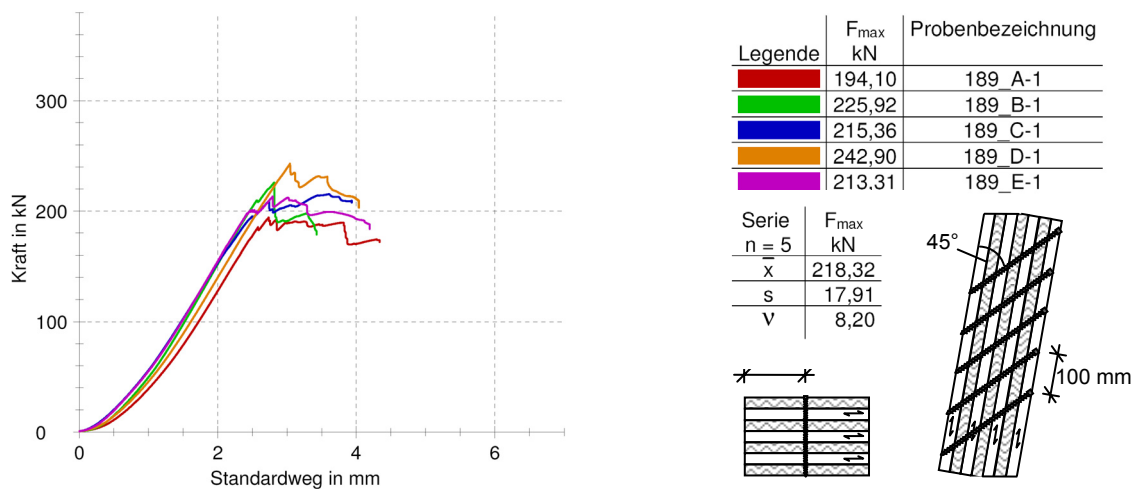 300
200
100
0
Kraft in kN
0 2 4 6
Standardweg in mm
Legende Fmax kN Probenbezeichnung
194,10 189_A-1
225,92 189_B-1
215,36 189_C-1
242,90 189_D-1
213.31 189_E-1
Serie Fmax
n = 5 kN
x̅ 218,32
s 17,91
ν 8,20
45°
100 mm